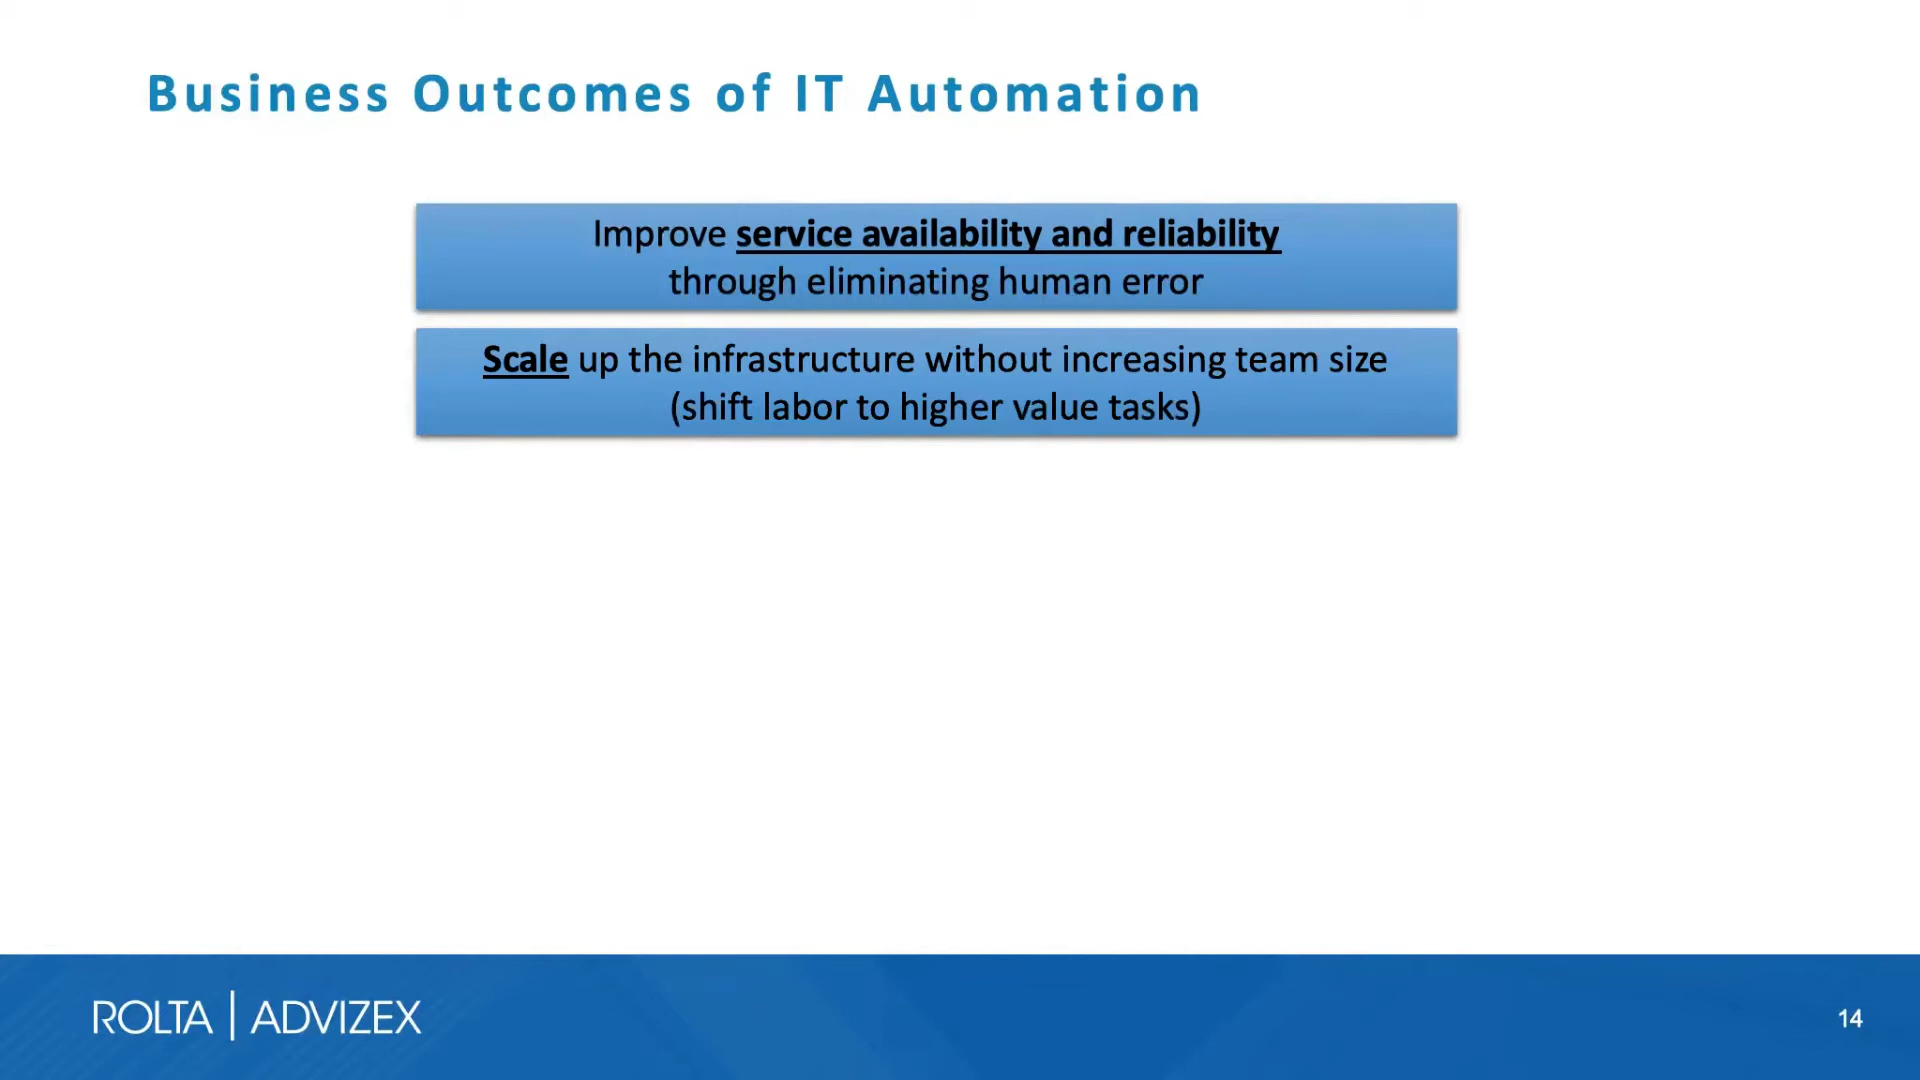 Business Outcomes of IT Automation
Improve service availability and reliability
through eliminating human error
Scale up the infrastructure without increasing team size
(shift labor to higher value tasks)
ROLTA | ADVIZEX
14